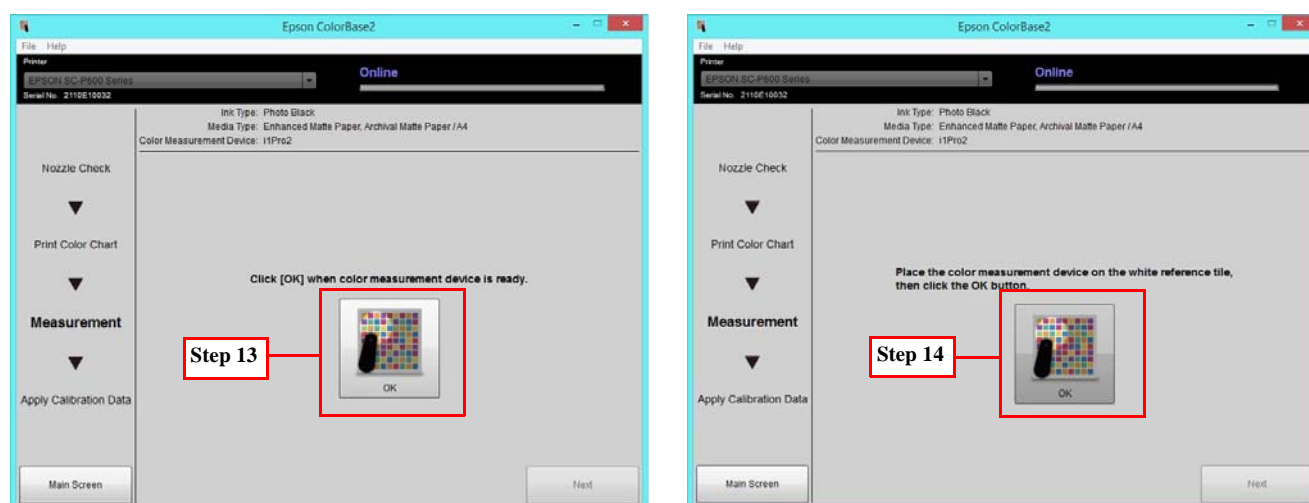 Epson ColorBase2
File Help
Printer
EPSON SC-P600 Series
Online
Serial No. 2110E10032
Ink Type: Photo Black
Media Type: Enhanced Matte Paper, Archival Matte Paper / A4
Color Measurement Device: i1Pro2
Nozzle Check
Print Color Chart
Click [OK] when color measurement device is ready.
Measurement
Step 13
OK
Apply Calibration Data
Main Screen
Next
Epson ColorBase2
File Help
Printer
EPSON SC-P600 Series
Online
Serial No. 2110E10032
Ink Type: Photo Black
Media Type: Enhanced Matte Paper, Archival Matte Paper / A4
Color Measurement Device: i1Pro2
Nozzle Check
Print Color Chart
Place the color measurement device on the white reference tile,
then click the OK button.
Measurement
Step 14
OK
Apply Calibration Data
Main Screen
Next